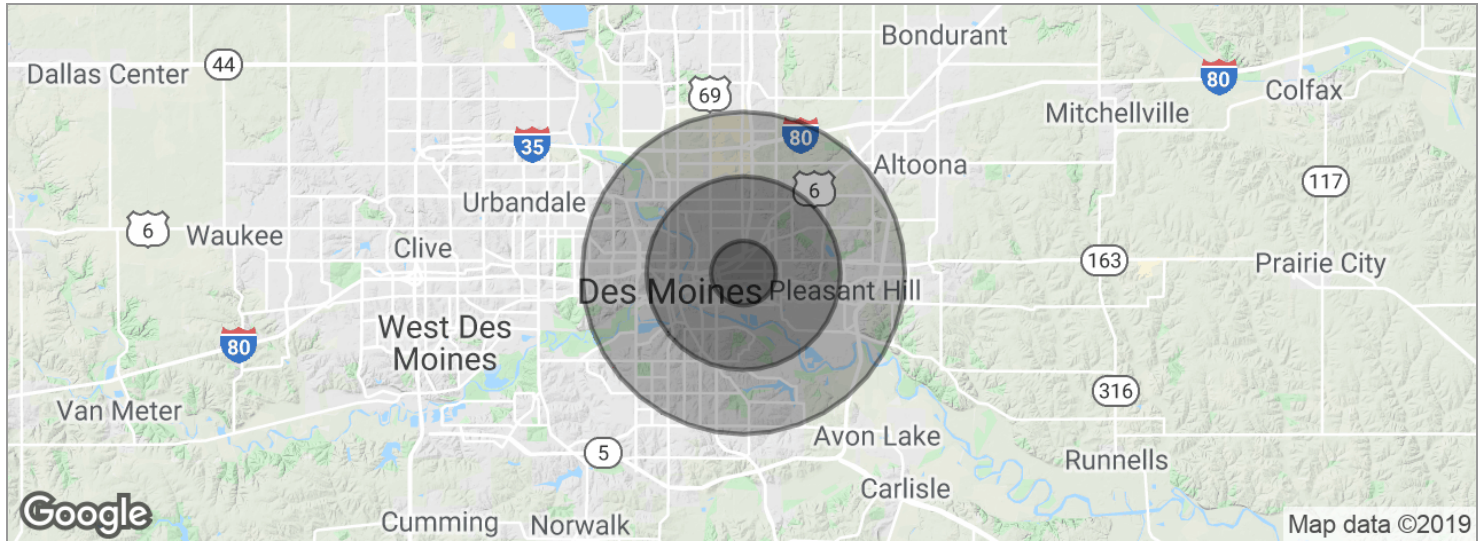 Bondurant
Dallas Center
44
80
Colfax
69
Mitchellville
80
35
Altoona
6
117
Urbandale
6
Waukee
Clive
163
Prairie City
Des Moines
Pleasant Hill
West Des
Moines
80
316
Van Meter
Avon Lake
5
Runnells
Carlisle
Google
Cumming
Norwalk
Map data ©2019